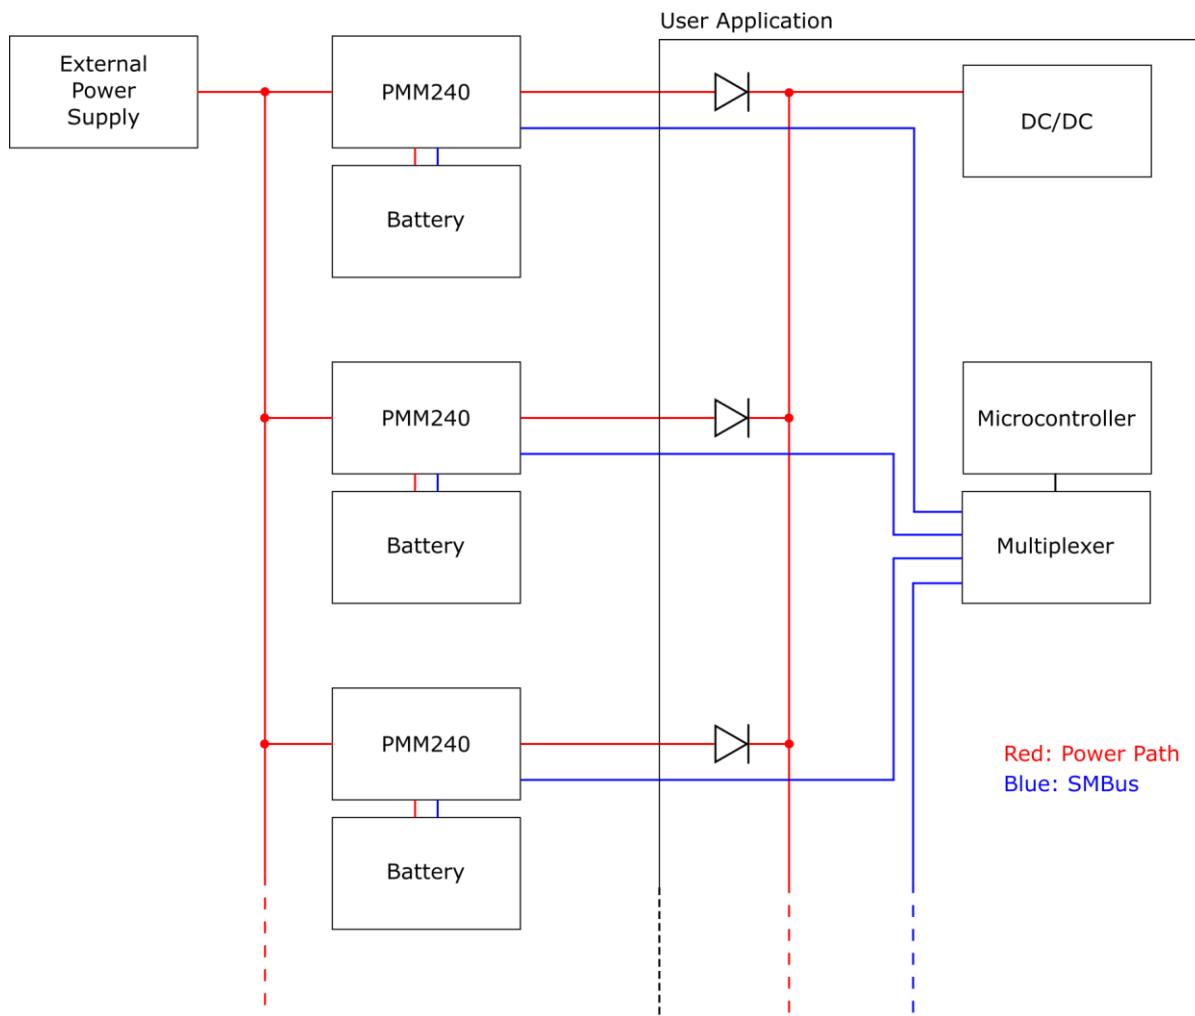 User Application
External
Power
Supply
PMM240
DC/DC
Battery
PMM240
Microcontroller
Battery
Multiplexer
PMM240
Red: Power Path
Blue: SMBus
Battery